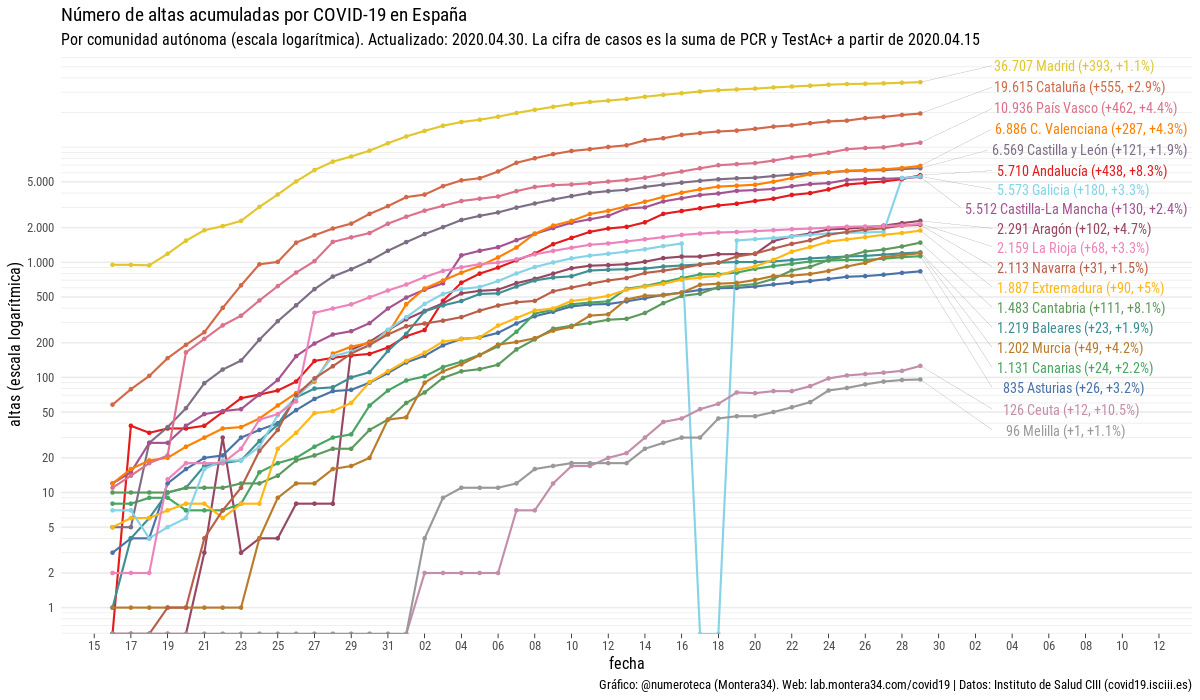 Número de altas acumuladas por COVID-19 en España
Por comunidad autónoma (escala logarítmica). Actualizado: 2020.04.30. La cifra de casos es la suma de PCR y TestAc+ a partir de 2020.04.15
36.707 Madrid (+393, +1.1%)
19.615 Cataluña (+555, +2.9%)
10.936 País Vasco (+462, +4.4%)
6.886 C. Valenciana (+287, +4.3%)
6.569 Castilla y León (+121, +1.9%)
5.710 Andalucía (+438, +8.3%)
5.573 Galicia (+180, +3.3%)
5.512 Castilla-La Mancha (+130, +2.4%)
2.291 Aragón (+102, +4.7%)
2.159 La Rioja (+68, +3.3%)
2.113 Navarra (+31, +1.5%)
1.887 Extremadura (+90, +5%)
1.483 Cantabria (+111, +8.1%)
1.219 Baleares (+23, +1.9%)
1.202 Murcia (+49, +4.2%)
1.131 Canarias (+24, +2.2%)
835 Asturias (+26, +3.2%)
126 Ceuta (+12, +10.5%)
96 Melilla (+1, +1.1%)
altas (escala logarítmica)
5.000
2.000
1.000
500
200
100
50
20
10
5
2
1
15 17 19 21 23 25 27 29 31 02 04 06 08 10 12 14 16 18 20 22 24 26 28 30 02 04 06 08 10 12
fecha
Gráfico: @numeroteca (Montera34). Web: lab.montera34.com/covid19 | Datos: Instituto de Salud CIII (covid19.isciii.es)